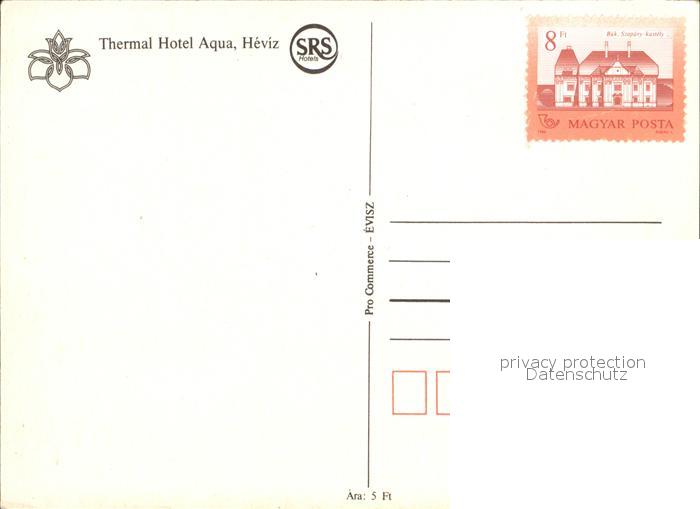 Thermal Hotel Aqua, Hévíz
SRS
Hotels
8 Ft
Bük, Szapáry kastély
MAGYAR POSTA
1986
Pro Commerce – ÉVISZ
privacy protection
Datenschutz
Ára: 5 Ft